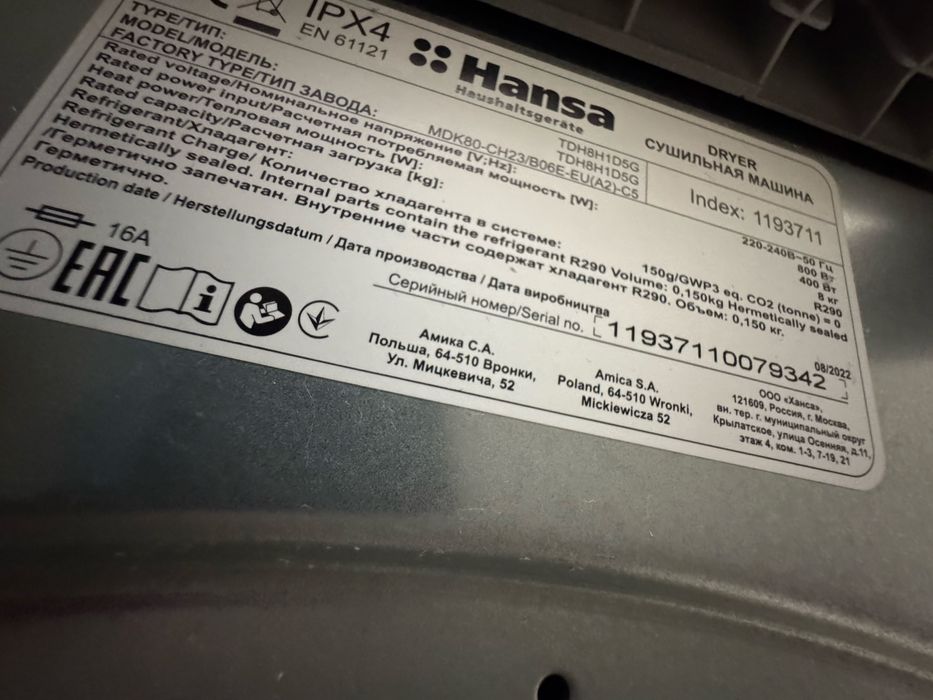 IPX4
EN 61121
Hansa
Haushaltsgeräte
DRYER
СУШИЛЬНАЯ МАШИНА
Index: 1193711
TYPE/ТИП: TDH8H1D5G
MODEL/МОДЕЛЬ: TDH8H1D5G
FACTORY TYPE/ТИП ЗАВОДА: MDK80-CH23/B06E-EU(A2)-C5
Rated voltage/Номинальное напряжение [V;Hz]: 220-240В~50 Гц
Rated power input/Расчетная потребляемая мощность [W]: 800 Вт
Heat power/Тепловая мощность [W]: 400 Вт
Rated capacity/Расчетная загрузка [kg]: 8 кг
Refrigerant/Хладагент: R290
Refrigerant Charge/ Количество хладагента в системе: 150g/GWP3 eq. CO2 (tonne) = 0
Hermetically sealed. Internal parts contain the refrigerant R290 Volume: 0,150kg Hermetically sealed
/Герметично запечатан. Внутренние части содержат хладагент R290. Объем: 0,150 кг.
Герметично.
Production date / Herstellungsdatum / Дата производства / Дата виробництва 08/2022
16A
Серийный номер/Serial no. 11937110079342
EAC
Амика С.А.
Польша, 64-510 Вронки,
Ул. Мицкевича, 52
Amica S.A.
Poland, 64-510 Wronki,
Mickiewicza 52
ООО «Ханса»,
121609, Россия, г. Москва,
вн. тер. г. муниципальный округ
Крылатское, улица Осенняя, д.11,
этаж 4, ком. 1-3, 7-19, 21